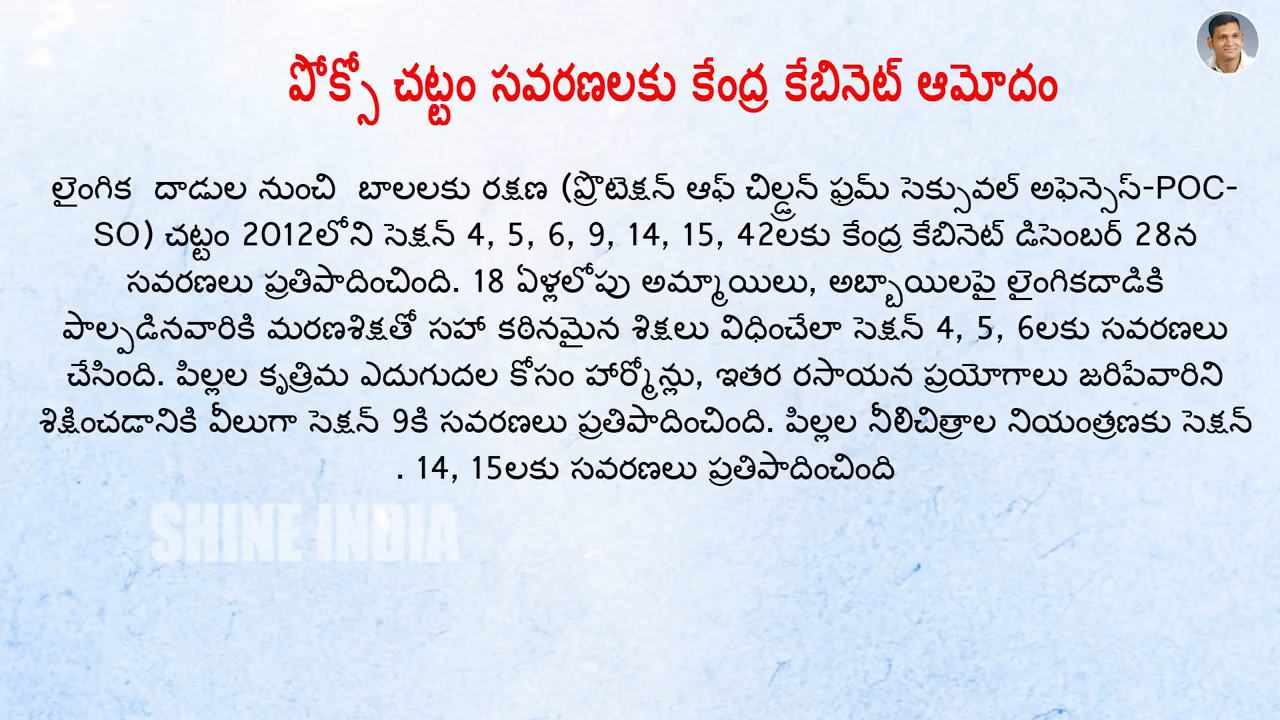 పోక్సో చట్టం సవరణలకు కేంద్ర కేబినెట్ ఆమోదం
లైంగిక దాడుల నుంచి బాలలకు రక్షణ (ప్రొటెక్షన్ ఆఫ్ చిల్డ్రన్ ఫ్రమ్ సెక్సువల్ అఫెన్సెస్-POC-
SO) చట్టం 2012లోని సెక్షన్ 4, 5, 6, 9, 14, 15, 42లకు కేంద్ర కేబినెట్ డిసెంబర్ 28న
సవరణలు ప్రతిపాదించింది. 18 ఏళ్లలోపు అమ్మాయిలు, అబ్బాయిలపై లైంగికదాడికి
పాల్పడినవారికి మరణశిక్షతో సహా కఠినమైన శిక్షలు విధించేలా సెక్షన్ 4, 5, 6లకు సవరణలు
చేసింది. పిల్లల కృత్రిమ ఎదుగుదల కోసం హార్మోన్లు, ఇతర రసాయన ప్రయోగాలు జరిపేవారిని
శిక్షించడానికి వీలుగా సెక్షన్ 9కి సవరణలు ప్రతిపాదించింది. పిల్లల నీలిచిత్రాల నియంత్రణకు సెక్షన్
. 14, 15లకు సవరణలు ప్రతిపాదించింది
SHINE INDIA